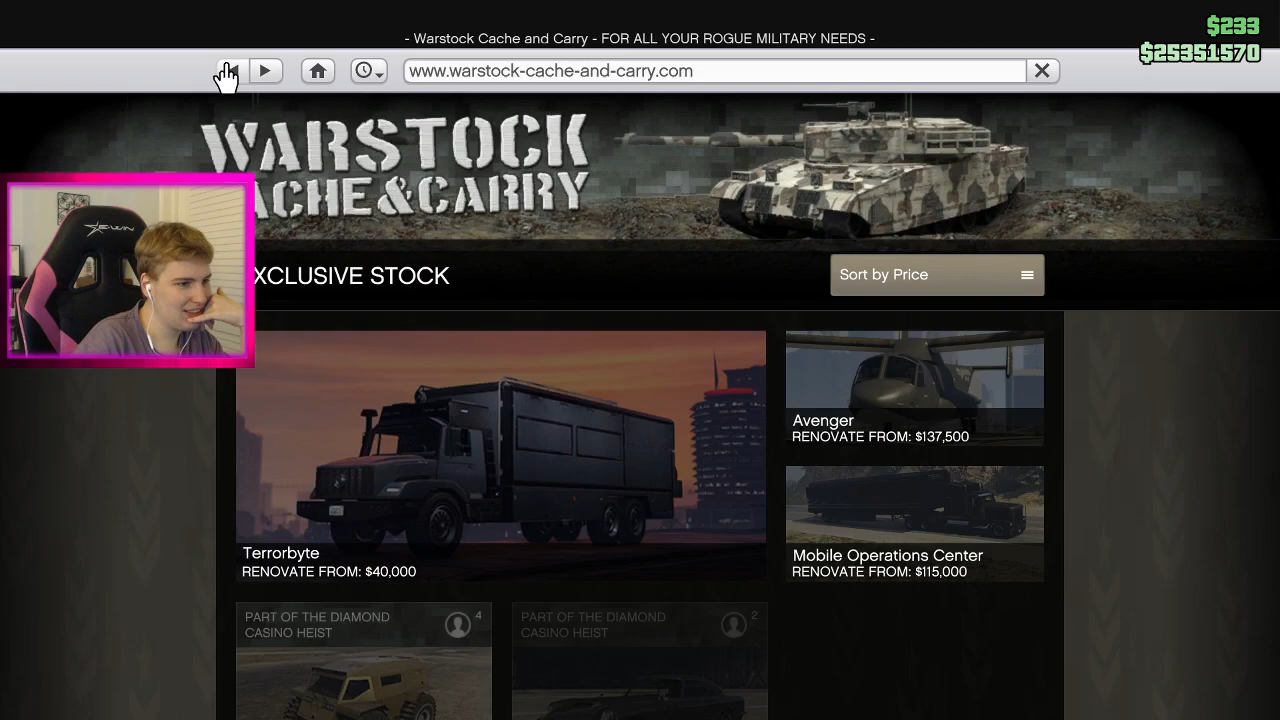 $233
- Warstock Cache and Carry - FOR ALL YOUR ROGUE MILITARY NEEDS -
$25351570
www.warstock-cache-and-carry.com
WARSTOCK
ACHE&CARRY
XCLUSIVE STOCK
Sort by Price
E-WIN
Avenger
RENOVATE FROM: $137,500
Terrorbyte
RENOVATE FROM: $40,000
Mobile Operations Center
RENOVATE FROM: $115,000
PART OF THE DIAMOND
CASINO HEIST
4
PART OF THE DIAMOND
CASINO HEIST
2